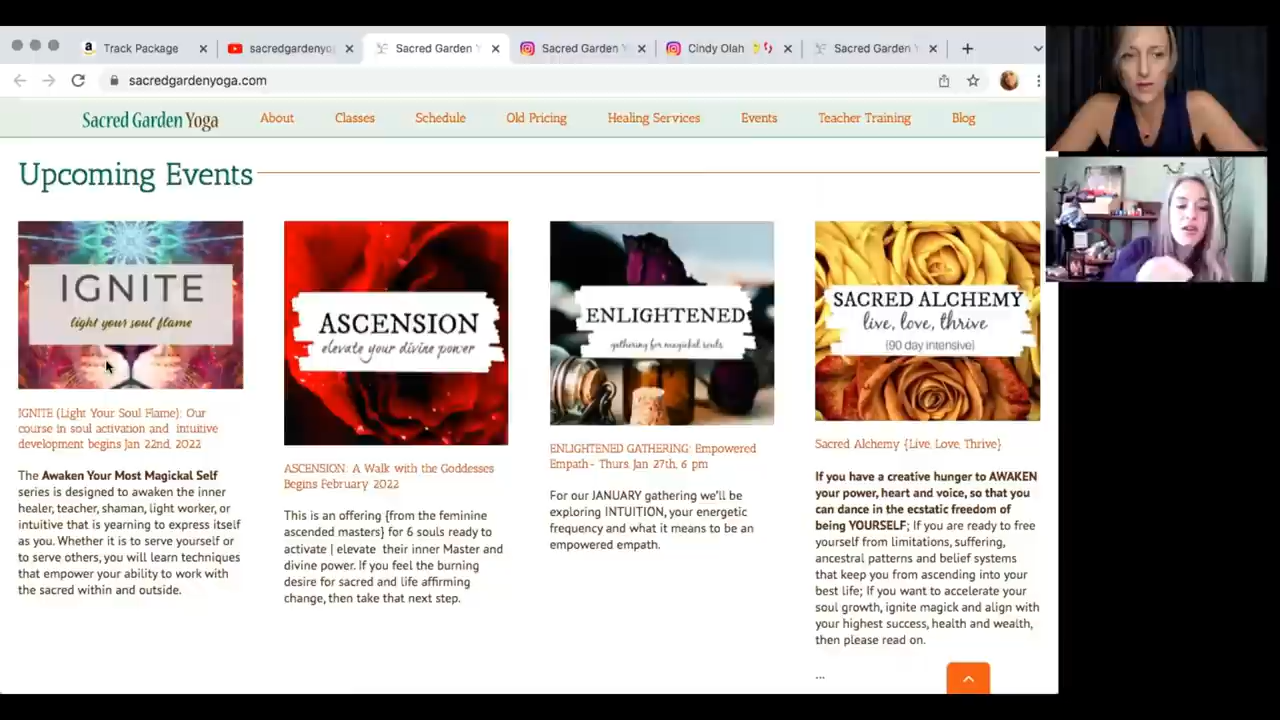 Track Package
sacredgardenyo
Sacred Garden Y
Sacred Garden Y
Cindy Olah
Sacred Garden Y
sacredgardenyoga.com
Sacred Garden Yoga
About
Classes
Schedule
Old Pricing
Healing Services
Events
Teacher Training
Blog
Upcoming Events
IGNITE
light your soul flame
IGNITE (Light Your Soul Flame): Our
course in soul activation and intuitive
development begins Jan 22nd, 2022
The Awaken Your Most Magickal Self
series is designed to awaken the inner
healer, teacher, shaman, light worker, or
intuitive that is yearning to express itself
as you. Whether it is to serve yourself or
to serve others, you will learn techniques
that empower your ability to work with
the sacred within and outside.
ASCENSION
elevate your divine power
ASCENSION: A Walk with the Goddesses
Begins February 2022
This is an offering {from the feminine
ascended masters} for 6 souls ready to
activate | elevate their inner Master and
divine power. If you feel the burning
desire for sacred and life affirming
change, then take that next step.
ENLIGHTENED
gathering for magickal souls
ENLIGHTENED GATHERING: Empowered
Empath- Thurs. Jan 27th, 6 pm
For our JANUARY gathering we'll be
exploring INTUITION, your energetic
frequency and what it means to be an
empowered empath.
SACRED ALCHEMY
live, love, thrive
{90 day intensive}
Sacred Alchemy {Live, Love, Thrive}
If you have a creative hunger to AWAKEN
your power, heart and voice, so that you
can dance in the ecstatic freedom of
being YOURSELF; If you are ready to free
yourself from limitations, suffering,
ancestral patterns and belief systems
that keep you from ascending into your
best life; If you want to accelerate your
soul growth, ignite magick and align with
your highest success, health and wealth,
then please read on.
...